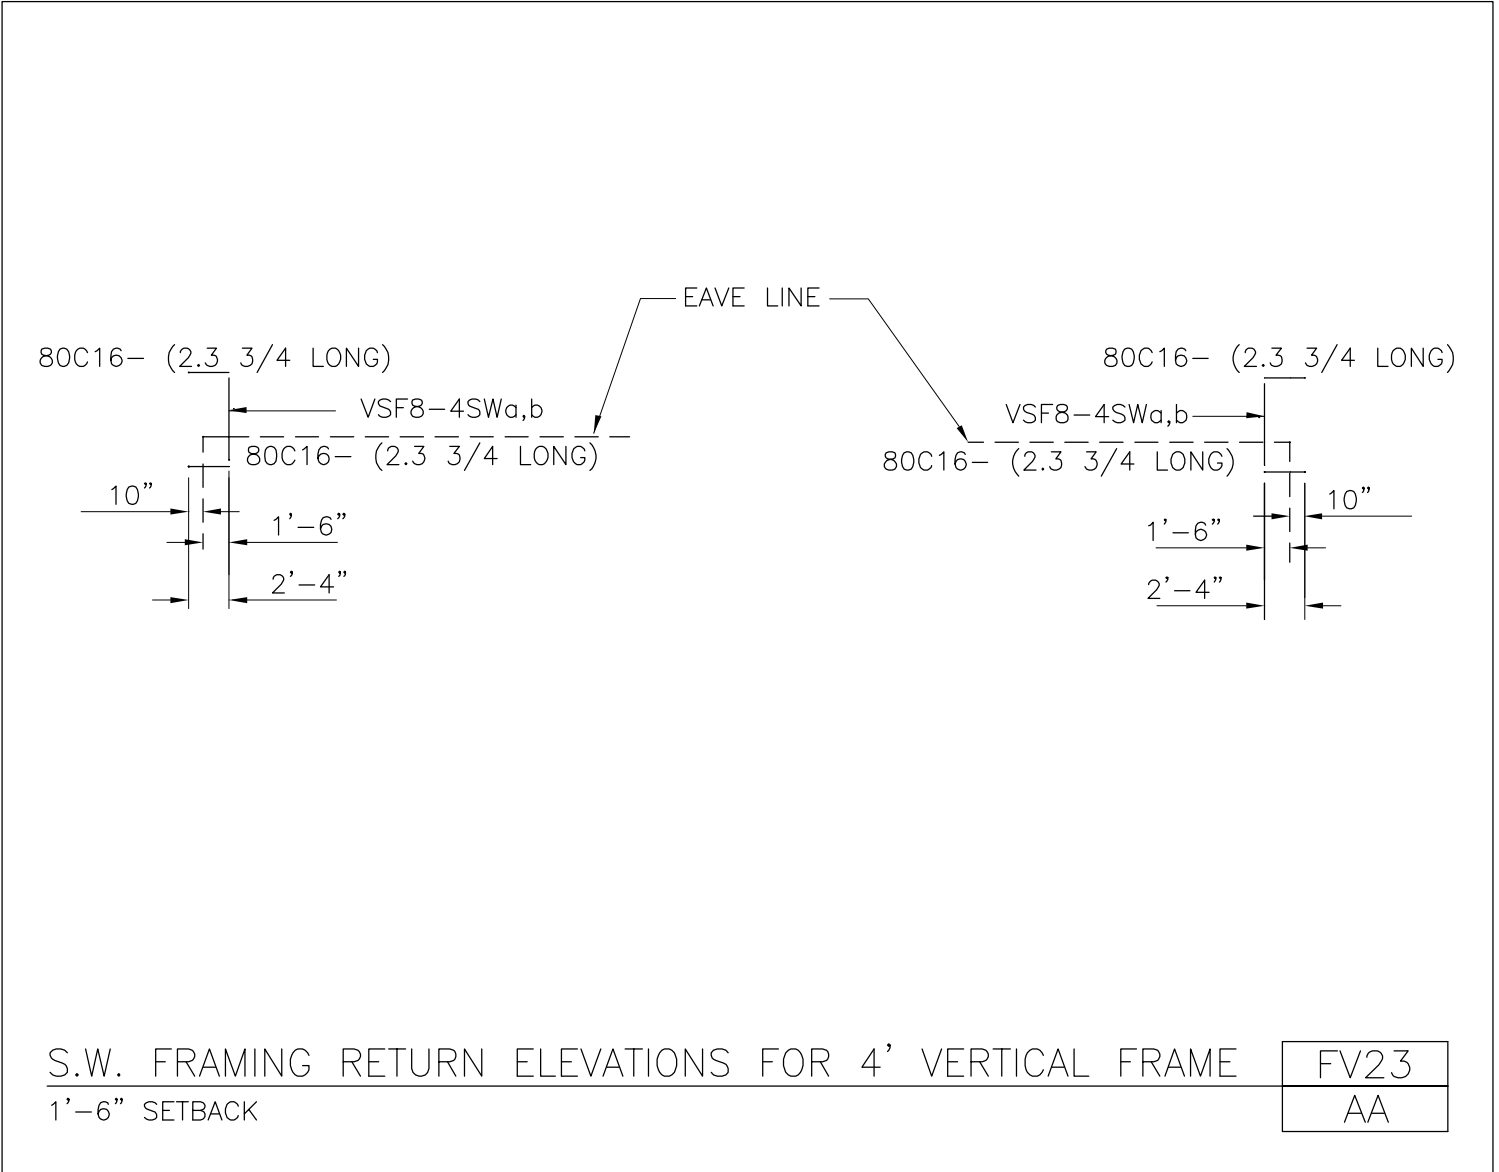 EAVE LINE
80C16- (2.3 3/4 LONG)
80C16- (2.3 3/4 LONG)
VSF8-4SWa,b
VSF8-4SWa,b
80C16- (2.3 3/4 LONG)
80C16- (2.3 3/4 LONG)
10"
10"
1'-6"
1'-6"
2'-4"
2'-4"
S.W. FRAMING RETURN ELEVATIONS FOR 4' VERTICAL FRAME
FV23
1'-6" SETBACK
AA